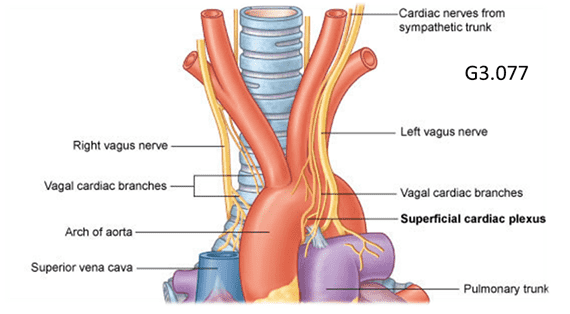 Cardiac nerves from
sympathetic trunk
G3.077
Right vagus nerve
Left vagus nerve
Vagal cardiac branches
Vagal cardiac branches
Superficial cardiac plexus
Arch of aorta
Superior vena cava
Pulmonary trunk